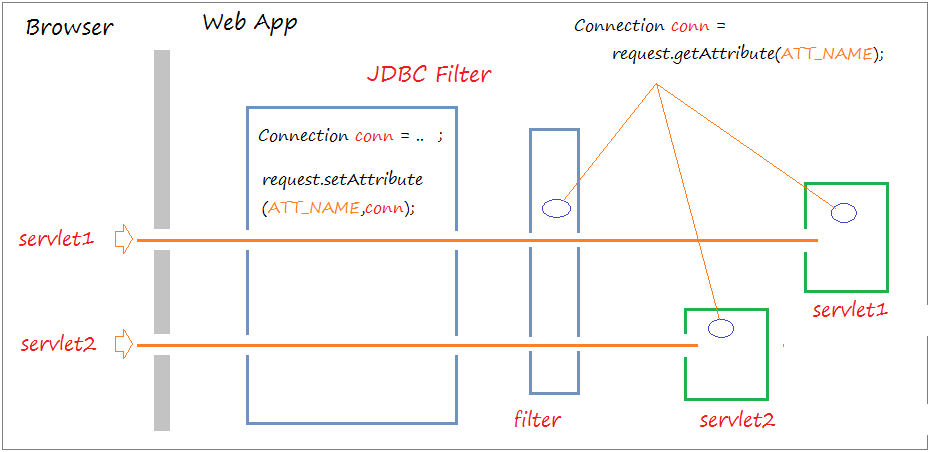 Browser
Web App
Connection conn =
request.getAttribute(ATT_NAME);
JDBC Filter
Connection conn = .. ;
request.setAttribute
(ATT_NAME,conn);
servlet1
servlet1
servlet2
filter
servlet2